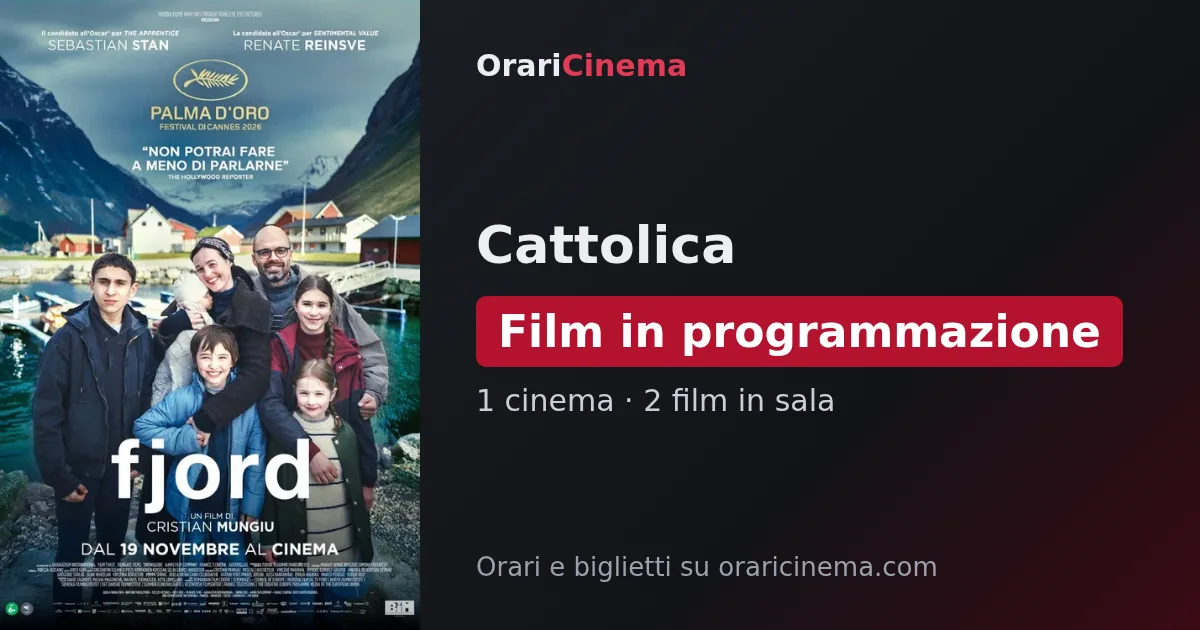 Il candidato all'Oscar® per THE APPRENTICE
SEBASTIAN STAN
La candidata all'Oscar® per SENTIMENTAL VALUE
RENATE REINSVE
PALMA D'ORO
FESTIVAL DI CANNES 2026
“NON POTRAI FARE
A MENO DI PARLARNE”
THE HOLLYWOOD REPORTER
fjord
UN FILM DI
CRISTIAN MUNGIU
DAL 19 NOVEMBRE AL CINEMA
BiM
OrariCinema
Cattolica
Film in programmazione
1 cinema · 2 film in sala
Orari e biglietti su oraricinema.com